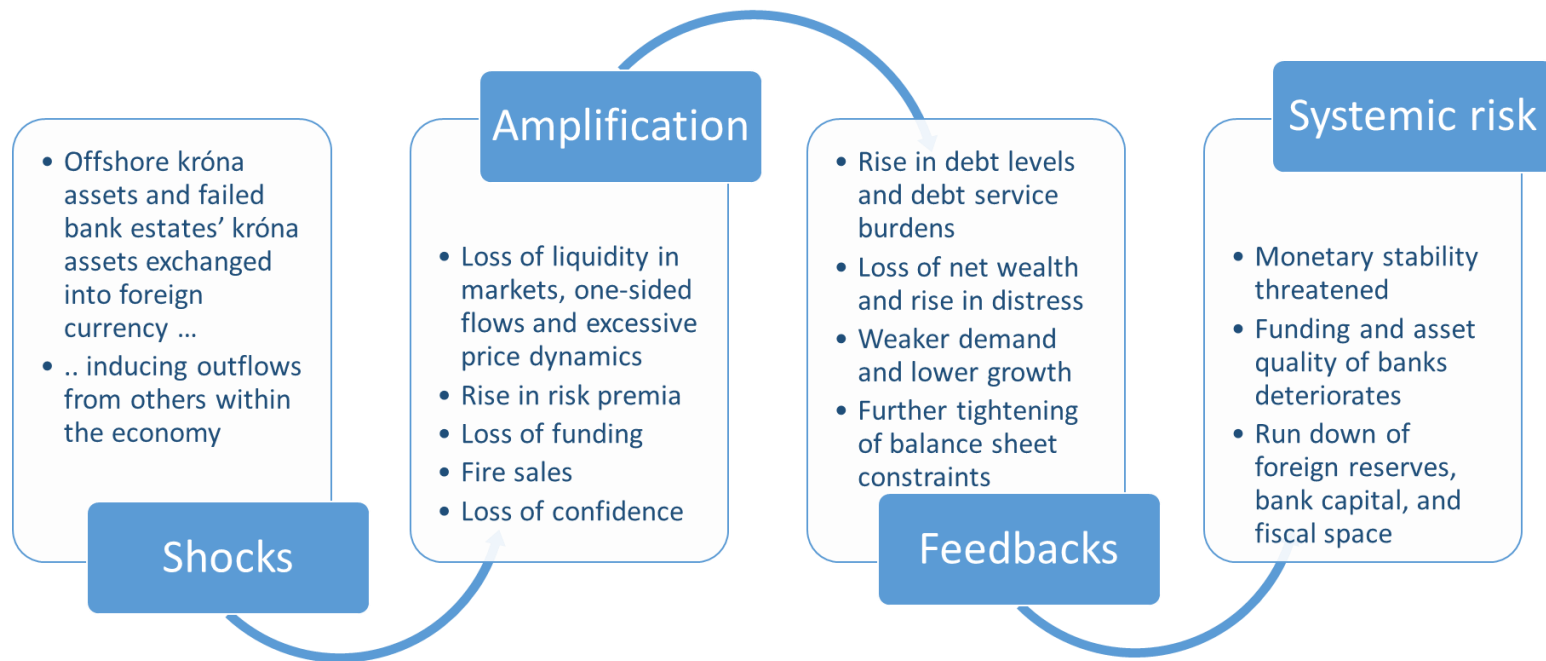 • Offshore króna
assets and failed
bank estates’ króna
assets exchanged
into foreign
currency …
• .. inducing outflows
from others within
the economy
Shocks
Amplification
• Loss of liquidity in
markets, one-sided
flows and excessive
price dynamics
• Rise in risk premia
• Loss of funding
• Fire sales
• Loss of confidence
• Rise in debt levels
and debt service
burdens
• Loss of net wealth
and rise in distress
• Weaker demand
and lower growth
• Further tightening
of balance sheet
constraints
Feedbacks
Systemic risk
• Monetary stability
threatened
• Funding and asset
quality of banks
deteriorates
• Run down of
foreign reserves,
bank capital, and
fiscal space